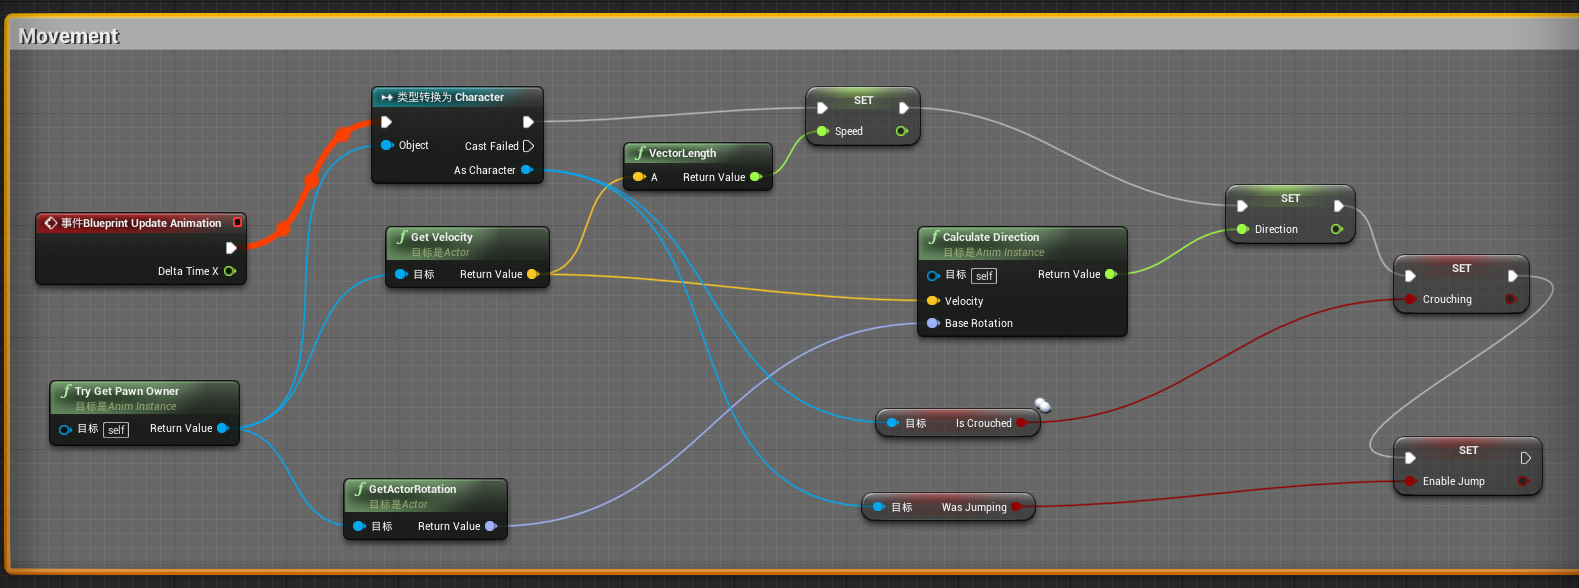 Movement
类型转换为 Character
Object
Cast Failed
As Character
SET
Speed
VectorLength
A
Return Value
事件Blueprint Update Animation
Delta Time X
Get Velocity
目标是Actor
目标
Return Value
SET
Direction
Calculate Direction
目标是Anim Instance
目标
self
Return Value
Velocity
Base Rotation
SET
Crouching
Try Get Pawn Owner
目标是Anim Instance
目标
self
Return Value
目标
Is Crouched
SET
Enable Jump
GetActorRotation
目标是Actor
目标
Return Value
目标
Was Jumping